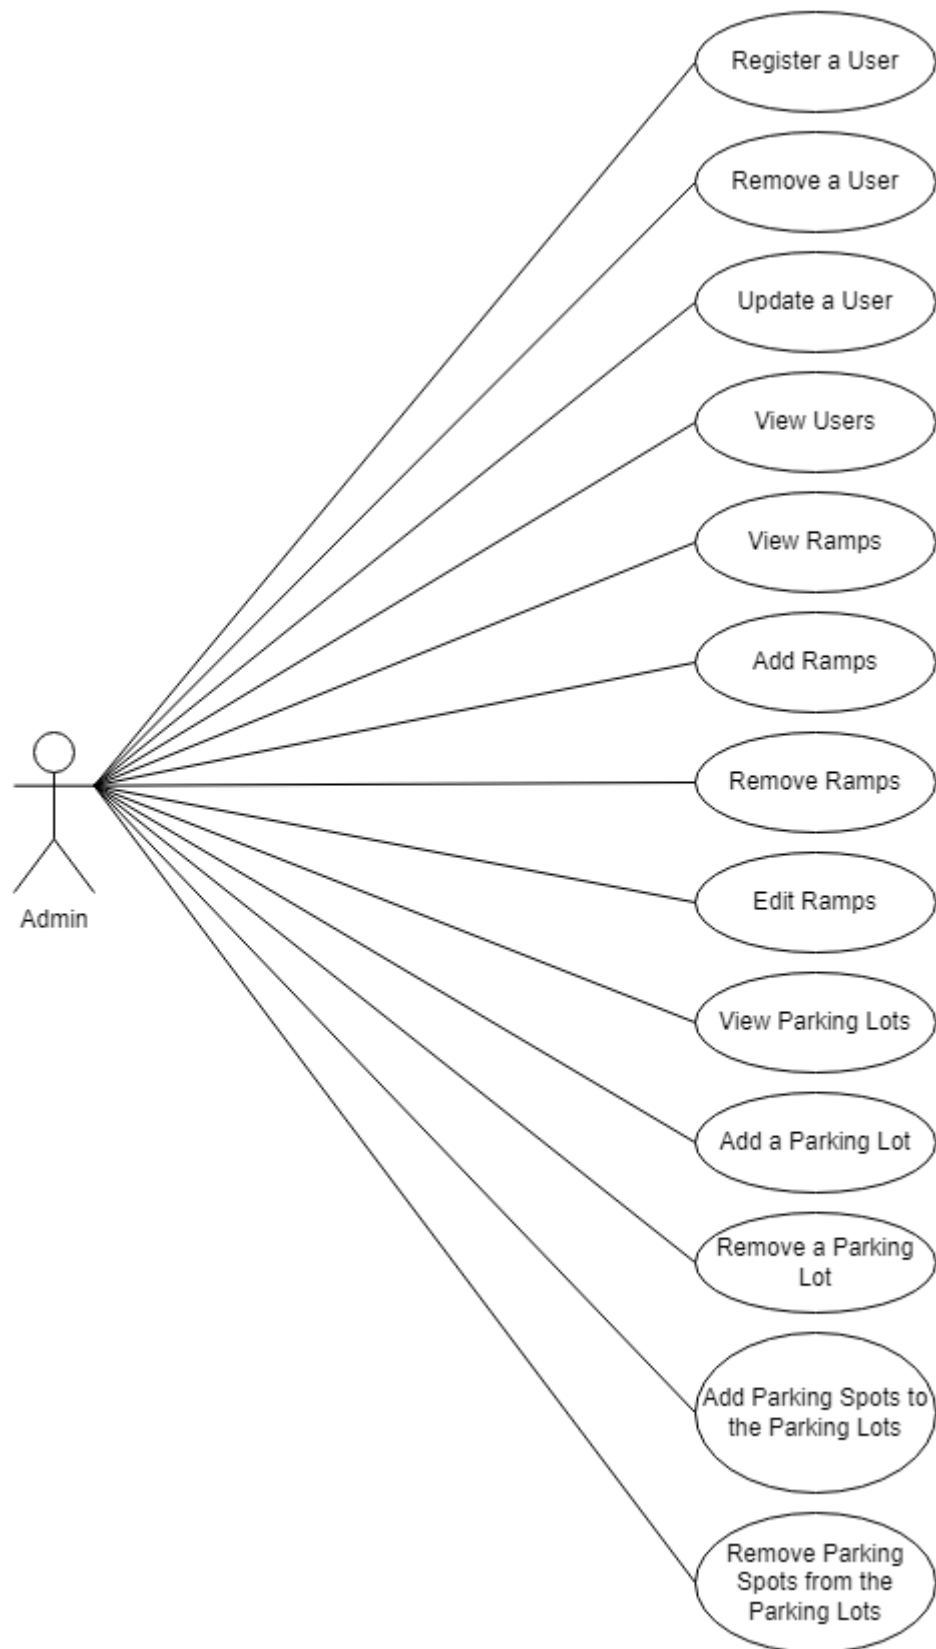 Register a User
Remove a User
Update a User
View Users
View Ramps
Add Ramps
Remove Ramps
Admin
Edit Ramps
View Parking Lots
Add a Parking Lot
Remove a Parking
Lot
Add Parking Spots to
the Parking Lots
Remove Parking
Spots from the
Parking Lots